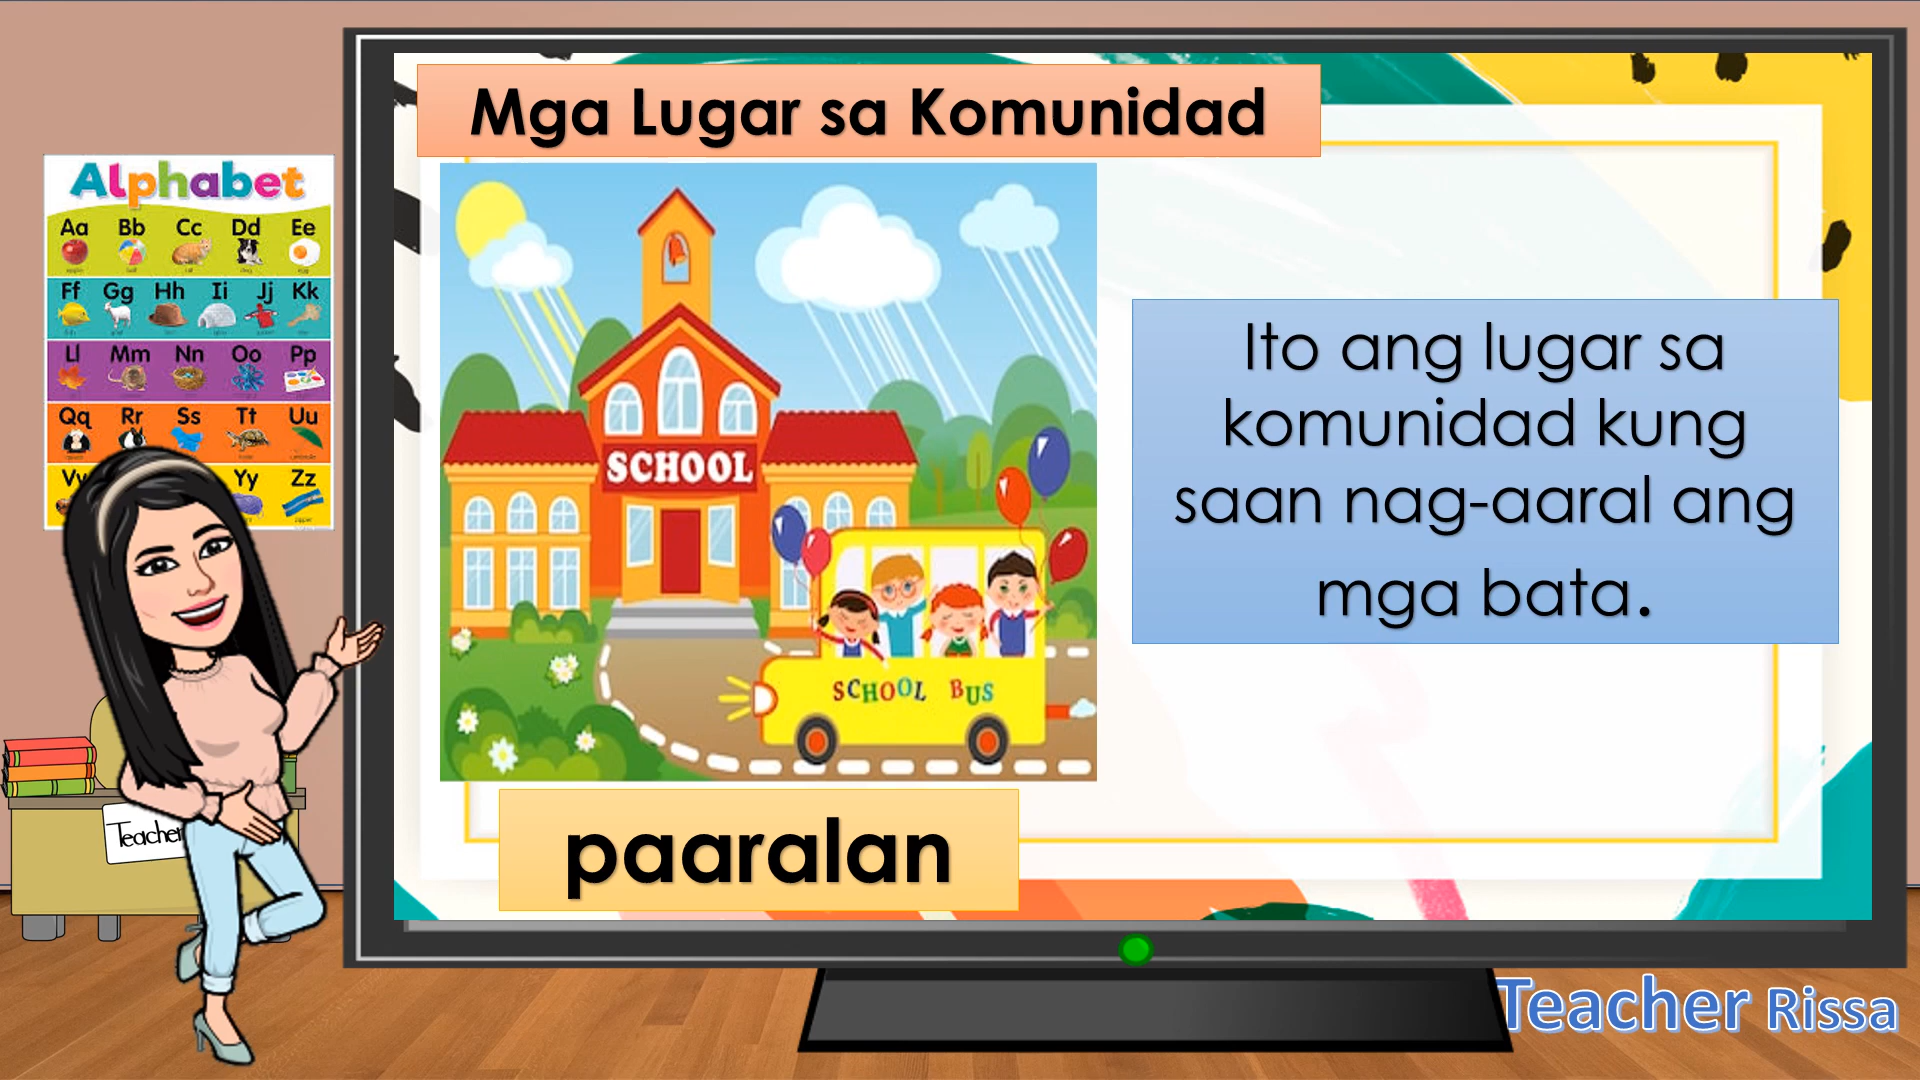 Mga Lugar sa Komunidad
Alphabet
Aa Bb Cc Dd Ee
Ff Gg Hh Ii Jj Kk
Ll Mm Nn Oo Pp
Qq Rr Ss Tt Uu
Vv Yy Zz
SCHOOL
SCHOOL BUS
Ito ang lugar sa
komunidad kung
saan nag-aaral ang
mga bata.
paaralan
Teacher
Teacher Rissa